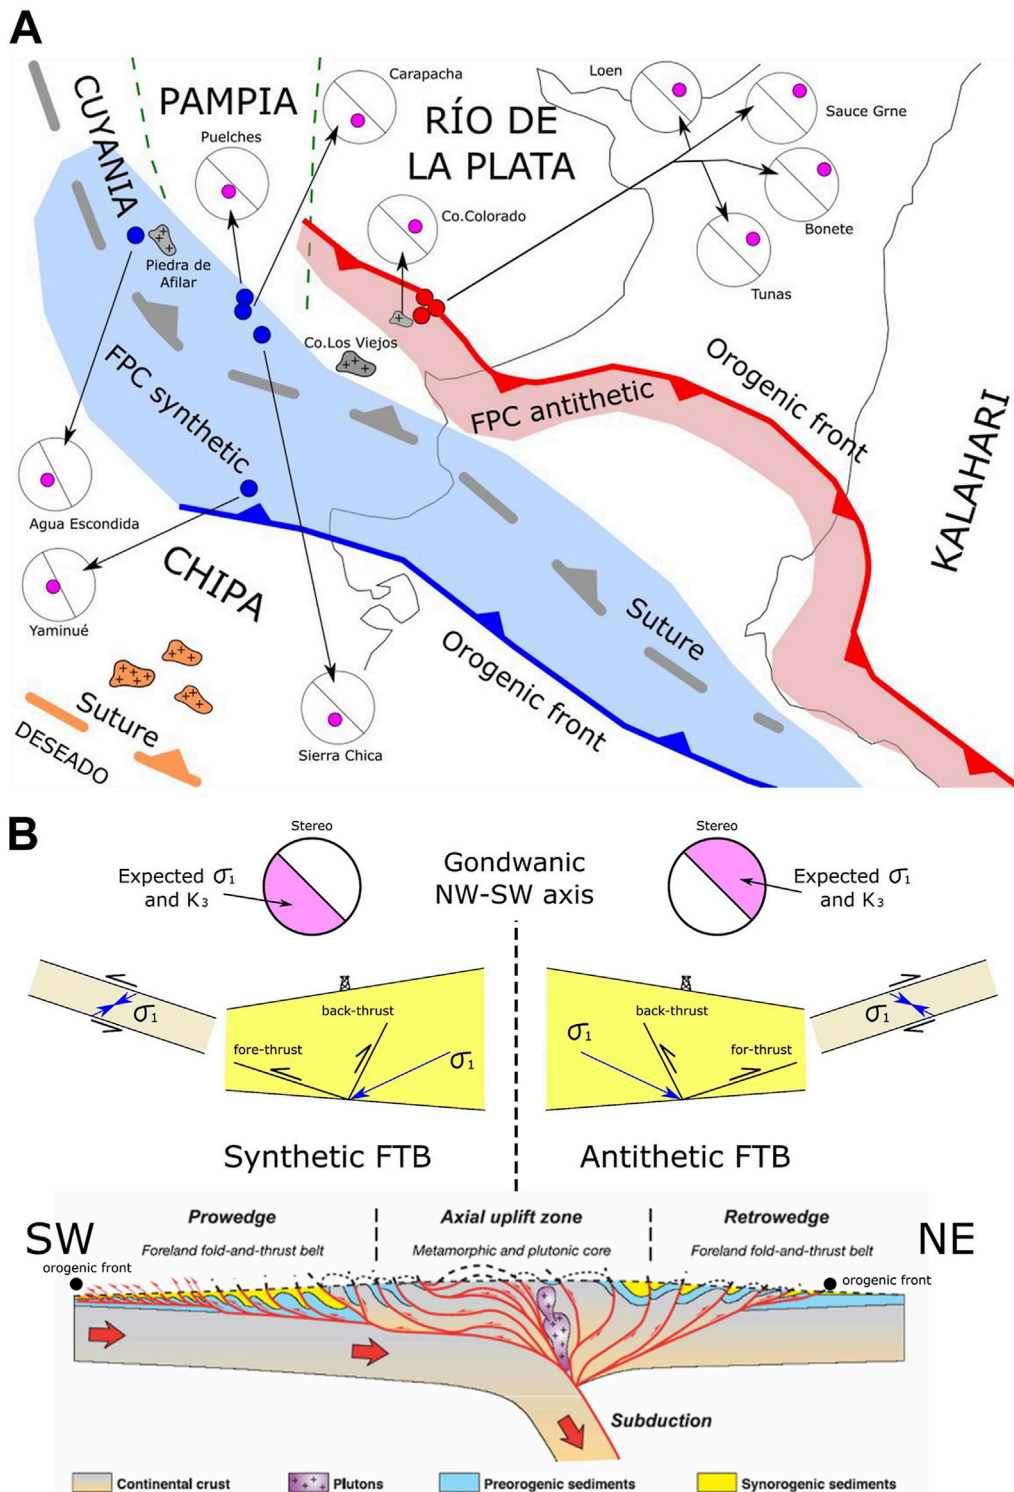 A
CUYANIA
PAMPIA
Carapacha
RÍO DE
LA PLATA
Loen
Sauce Grne
Puelches
Co.Colorado
Bonete
Tunas
Piedra de
Afilar
Co.Los Viejos
FPC synthetic
FPC antithetic
Orogenic front
KALAHARI
Agua Escondida
Yaminué
CHIPA
Suture
Orogenic front
Suture
DESEADO
Sierra Chica
B
Stereo
Stereo
Expected σ1
and K3
Gondwanic
NW-SW axis
Expected σ1
and K3
σ1
back-thrust
fore-thrust
σ1
σ1
back-thrust
for-thrust
σ1
Synthetic FTB
Antithetic FTB
SW
Prowedge
Axial uplift zone
Retrowedge
NE
Foreland fold-and-thrust belt
Metamorphic and plutonic core
Foreland fold-and-thrust belt
orogenic front
orogenic front
Subduction
Continental crust
Plutons
Preorogenic sediments
Synorogenic sediments